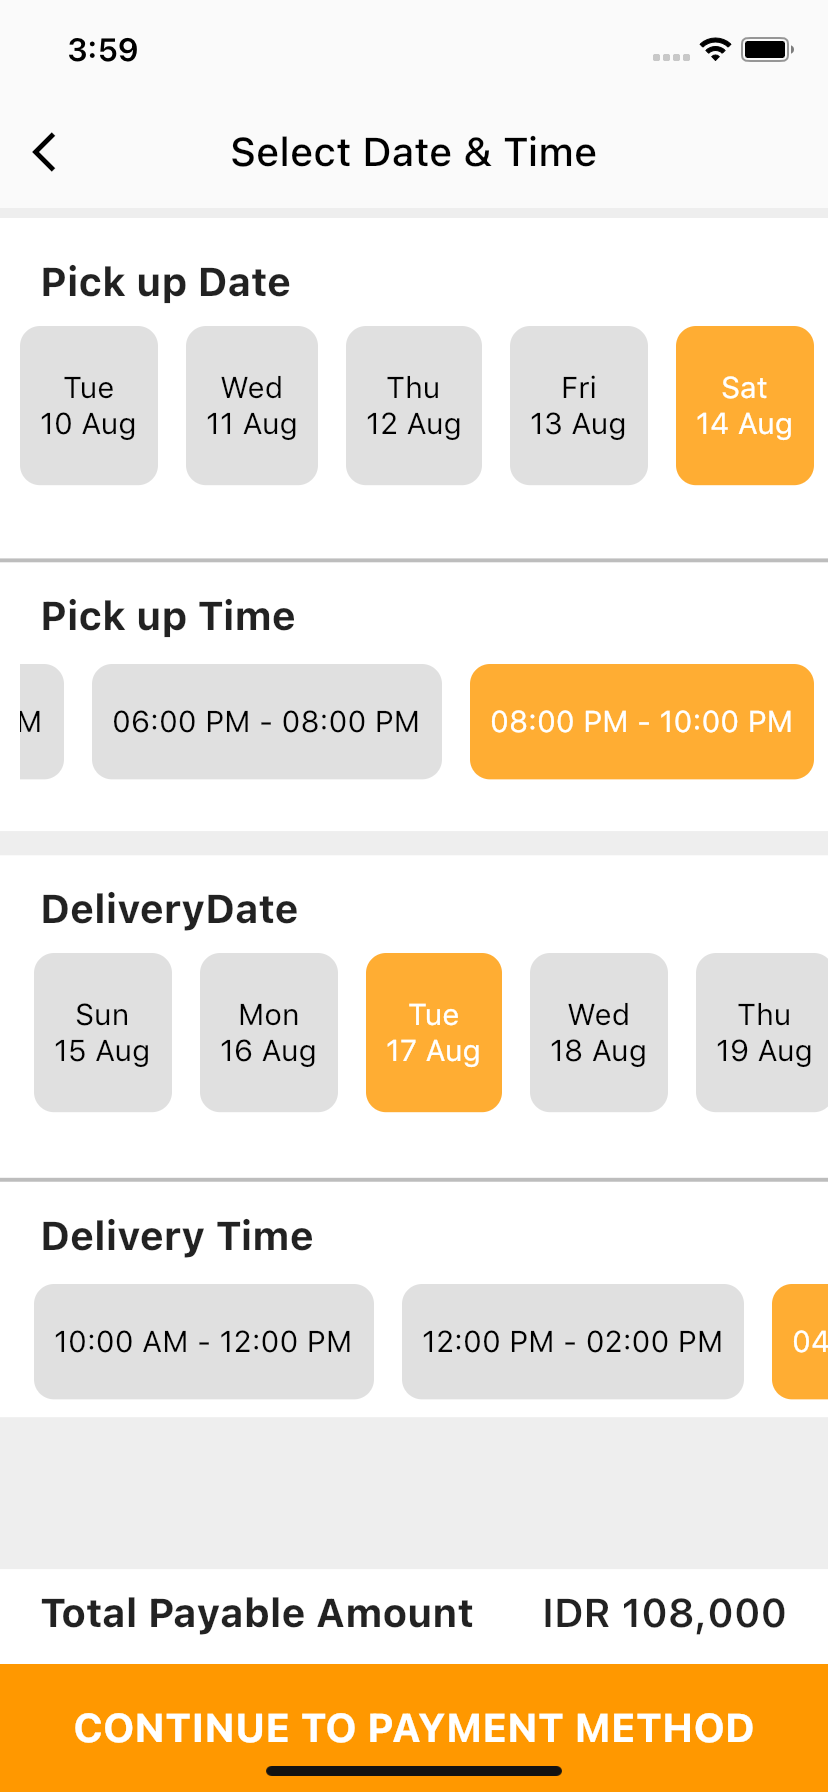 3:59
Select Date & Time
Pick up Date
Tue
10 Aug
Wed
11 Aug
Thu
12 Aug
Fri
13 Aug
Sat
14 Aug
Pick up Time
M
06:00 PM - 08:00 PM
08:00 PM - 10:00 PM
DeliveryDate
Sun
15 Aug
Mon
16 Aug
Tue
17 Aug
Wed
18 Aug
Thu
19 Aug
Delivery Time
10:00 AM - 12:00 PM
12:00 PM - 02:00 PM
04
Total Payable Amount IDR 108,000
CONTINUE TO PAYMENT METHOD